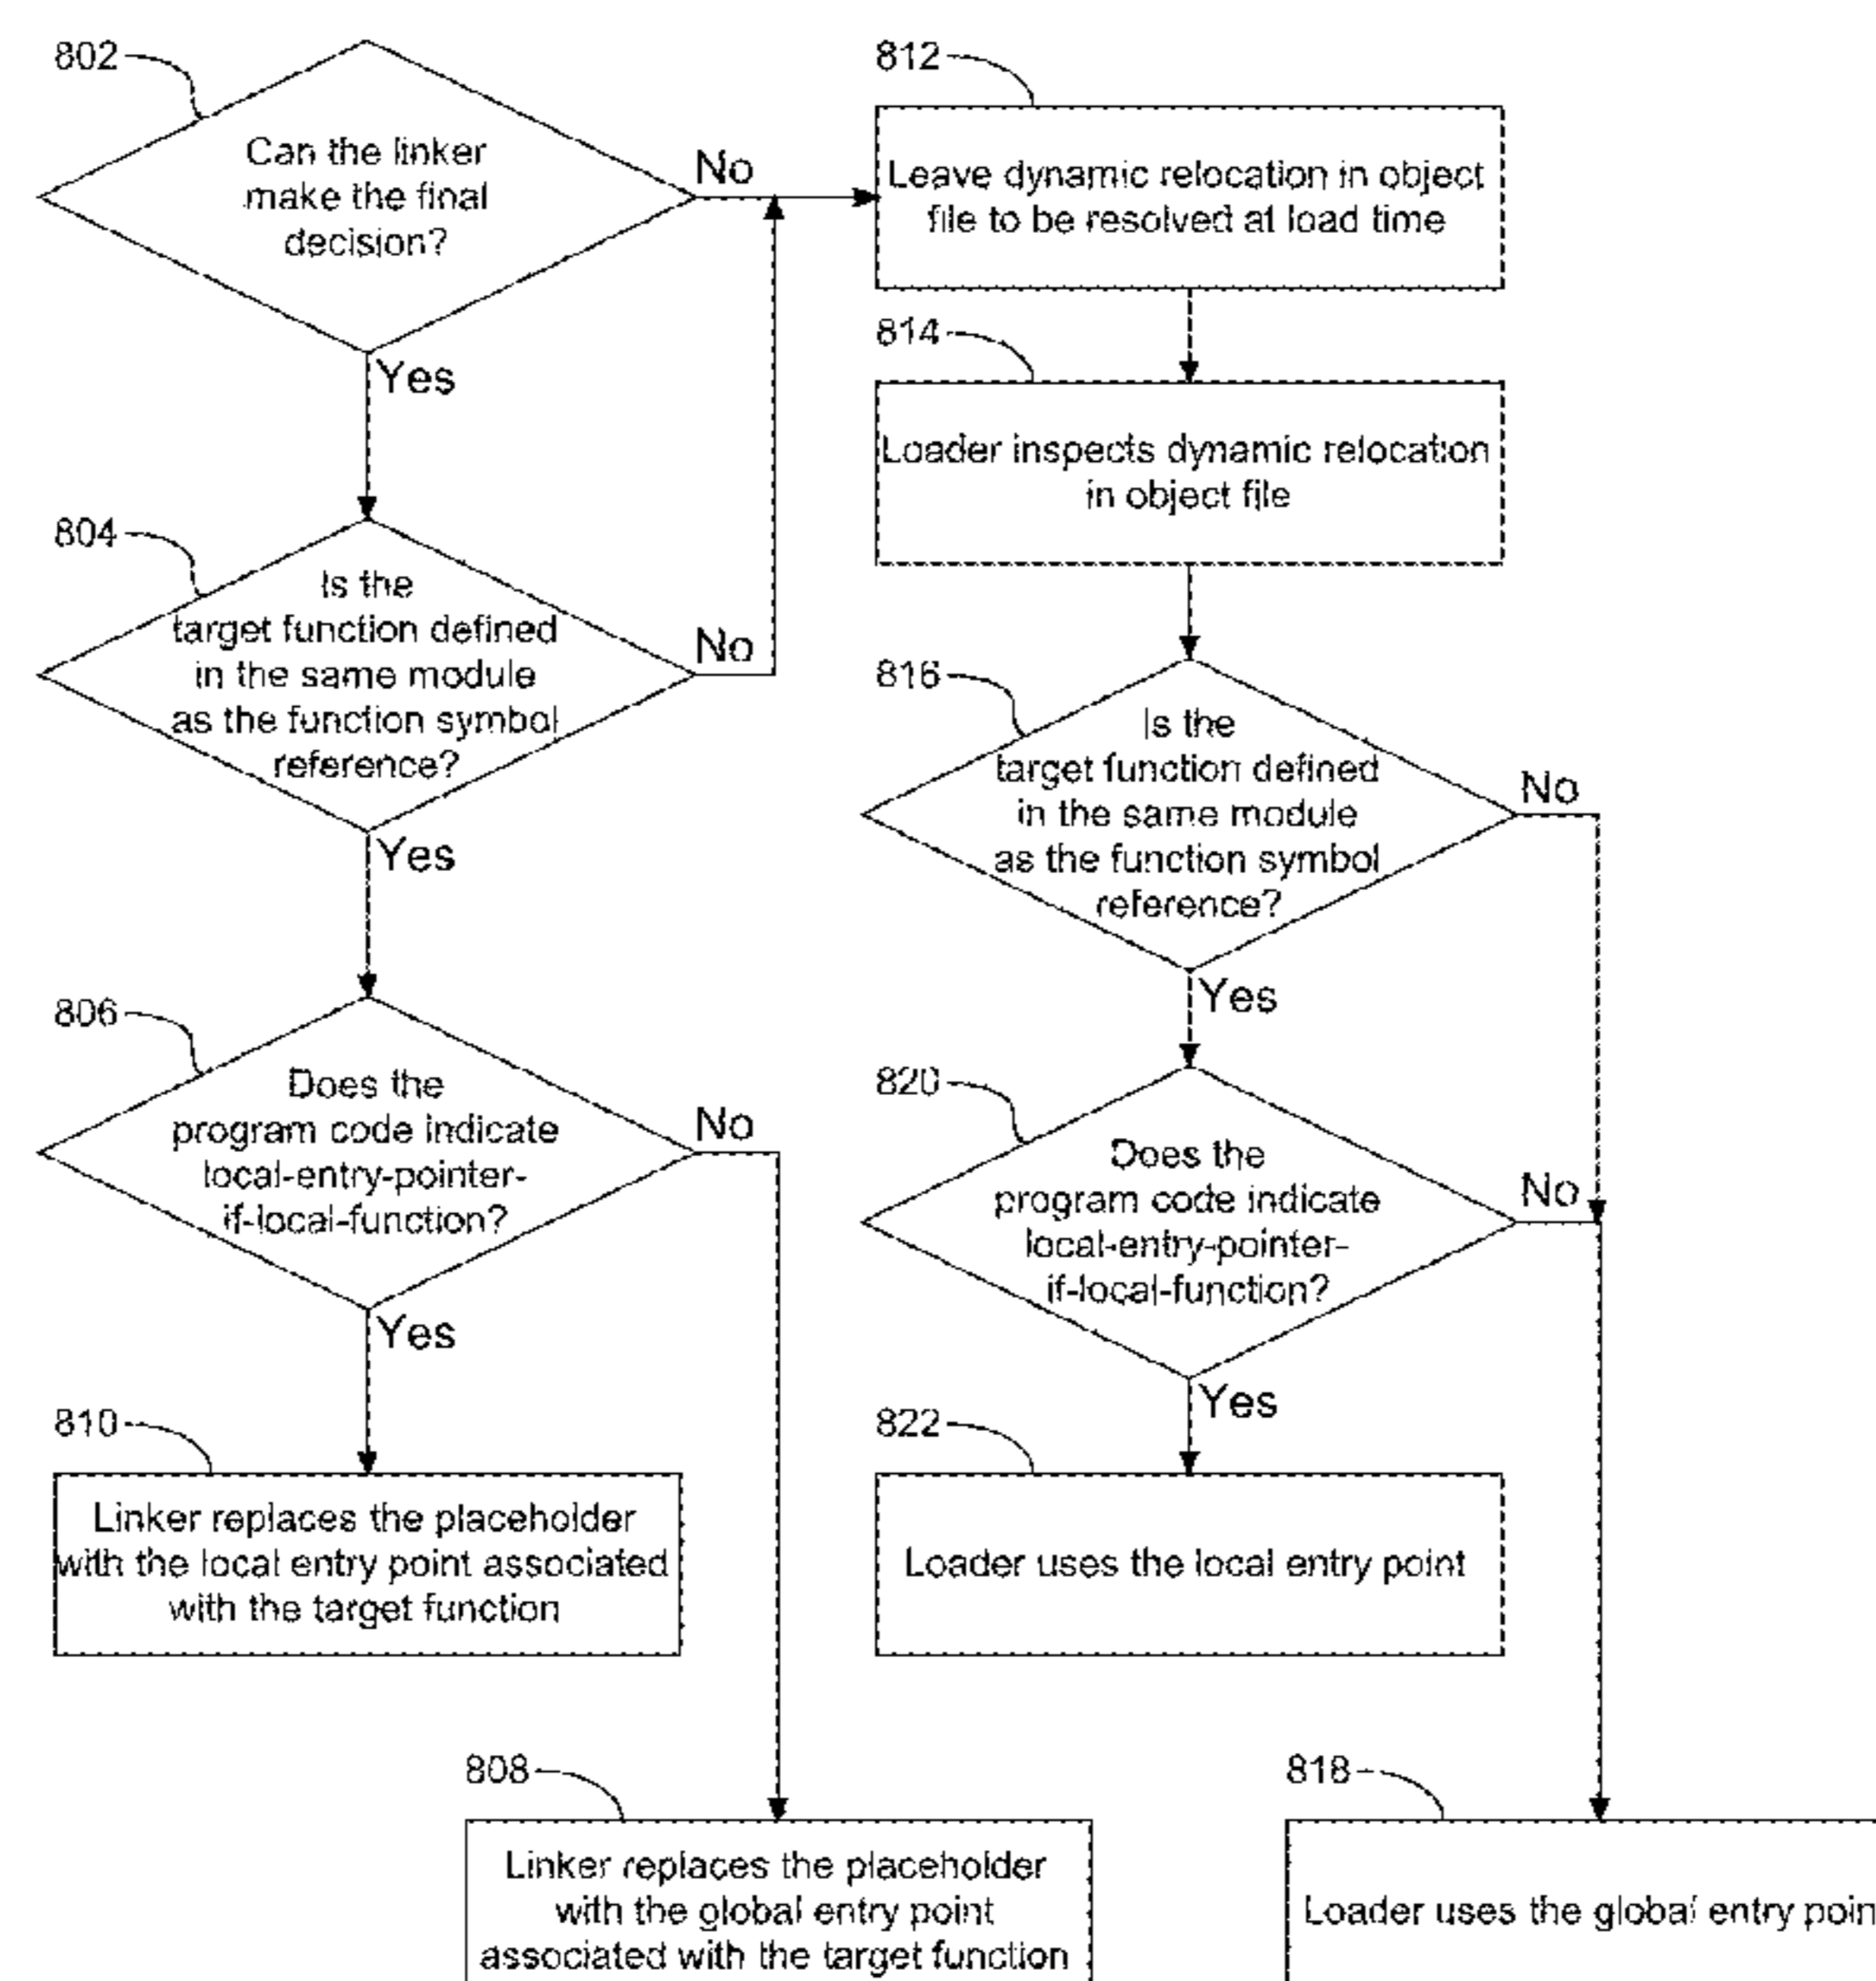 802
Can the linker
make the final
decision?
No
Yes
804
Is the
target function defined
in the same module
as the function symbol
reference?
No
Yes
806
Does the
program code indicate
local-entry-pointer-
if-local-function?
No
Yes
810
Linker replaces the placeholder
with the local entry point associated
with the target function
808
Linker replaces the placeholder
with the global entry point
associated with the target function
812
Leave dynamic relocation in object
file to be resolved at load time
814
Loader inspects dynamic relocation
in object file
816
Is the
target function defined
in the same module
as the function symbol
reference?
No
Yes
820
Does the
program code indicate
local-entry-pointer-
if-local-function?
No
Yes
822
Loader uses the local entry point
818
Loader uses the global entry poin